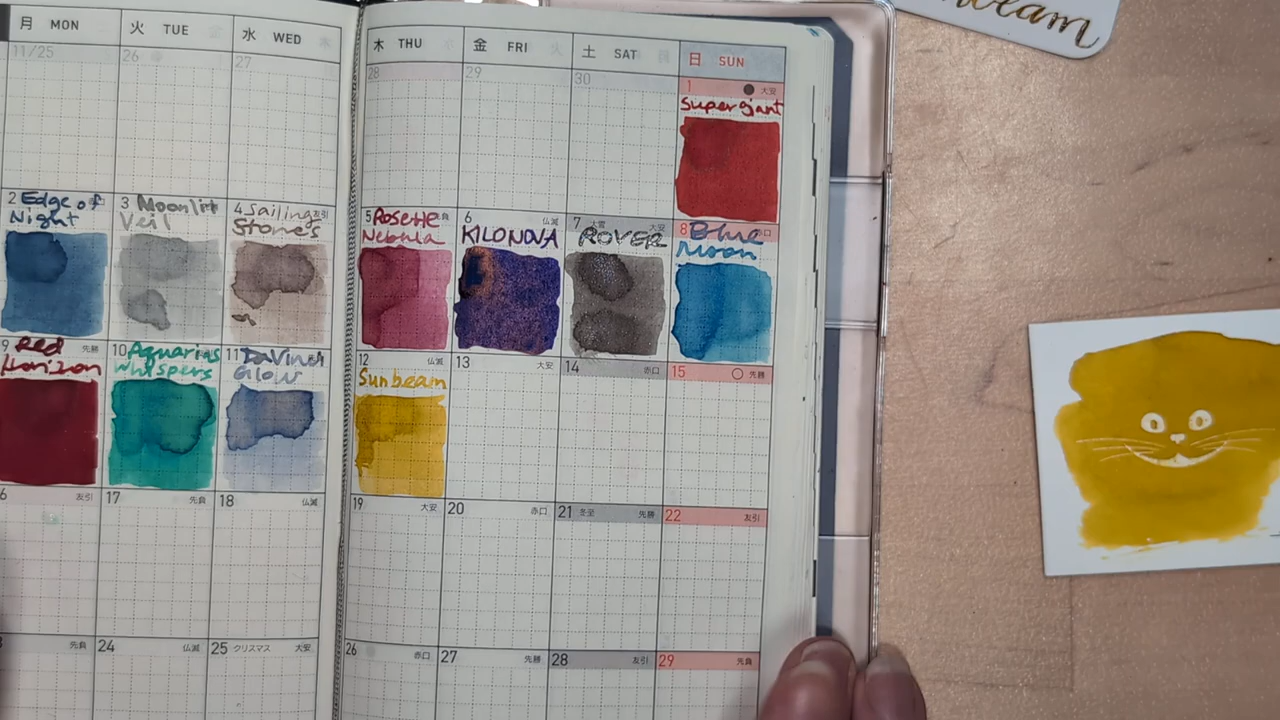 nbeam
月 MON
火 TUE
水 WED
木 THU
金 FRI
土 SAT
日 SUN
11/25
26
27
28
29
30
1 大安
Supergiant
2 Edge of
Night
3 Moonlit
Veil
4 Sailing 友引
Stones
5 Rosette
Nebula
6 仏滅
KILONOVA
7 大雪
ROVER
8 Blue
Moon
9 Red 先勝
Horizon
10 Aquarias
Whispers
11 DaVinci
Glow
12 仏滅
Sunbeam
13 大安
14 赤口
15 先勝
6 友引
17 先負
18 仏滅
19 大安
20 赤口
21 冬至 先勝
22 友引
先負
24 仏滅
25 クリスマス 大安
26 赤口
27 先勝
28 友引
29 先負